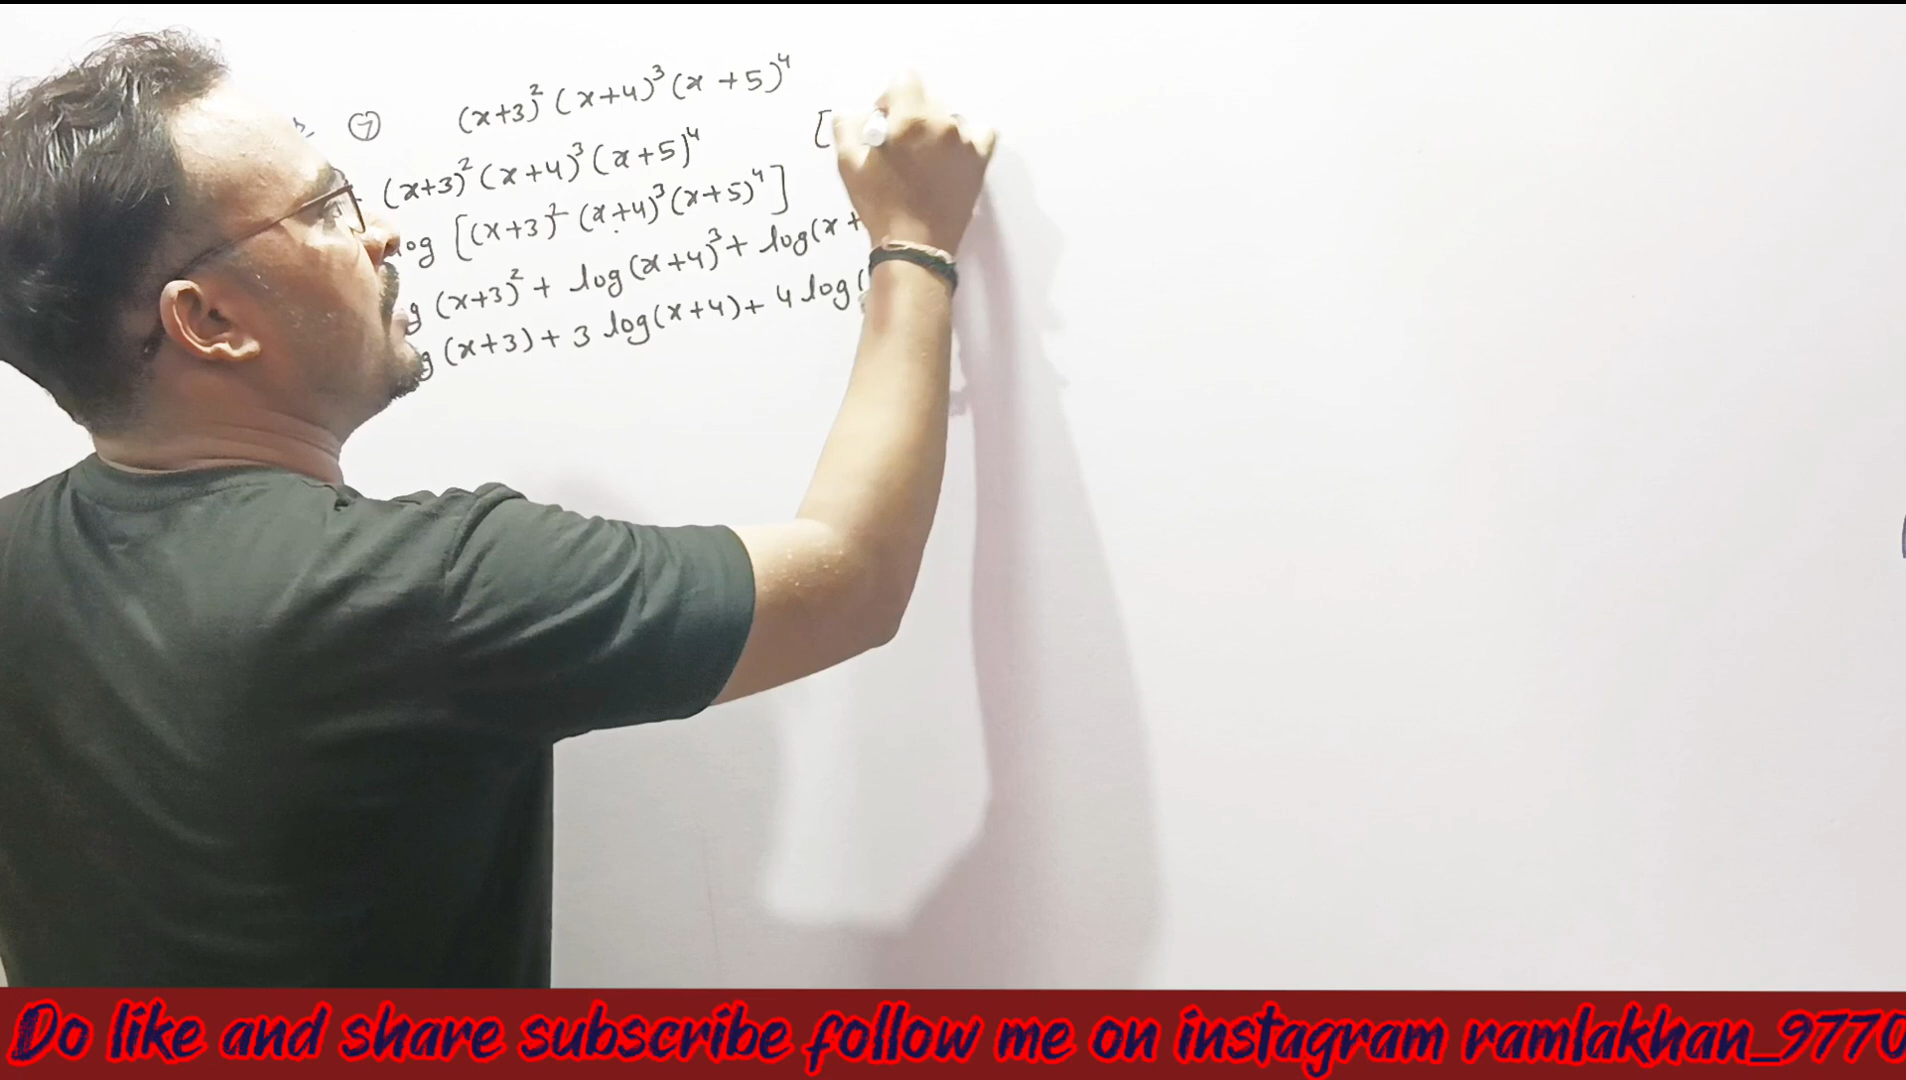 ⑦ (x+3)² (x+4)³ (x+5)⁴
(x+3)² (x+4)³ (x+5)⁴
log [(x+3)² (x+4)³ (x+5)⁴]
g (x+3)² + log (x+4)³ + log(x+
g (x+3) + 3 log(x+4) + 4 log(
[
Do like and share subscribe follow me on instagram ramlakhan_9770